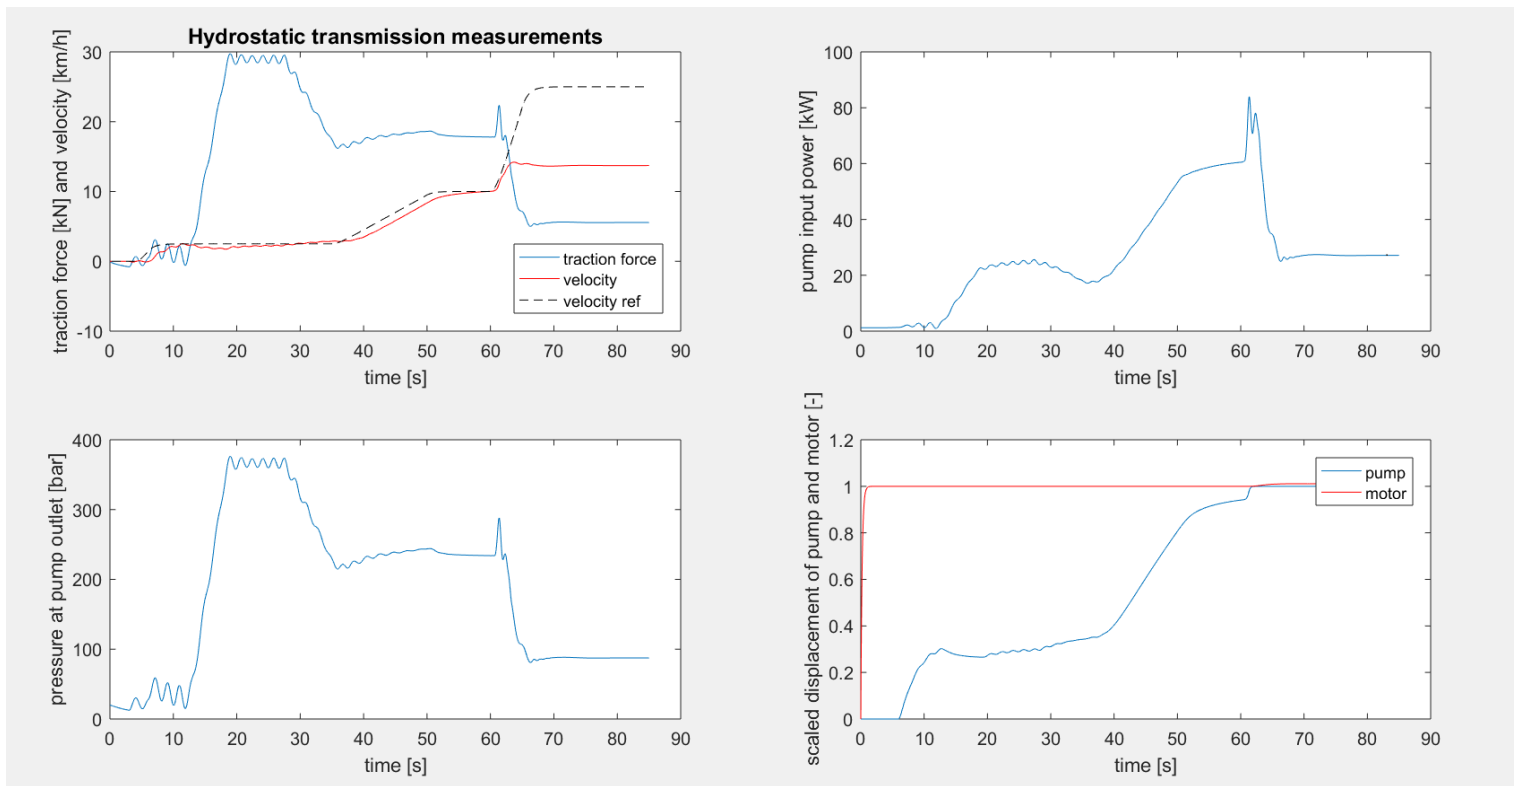 Hydrostatic transmission measurements
traction force [kN] and velocity [km/h]
30
20
10
0
-10
0 10 20 30 40 50 60 70 80 90
time [s]
traction force
velocity
velocity ref
pump input power [kW]
100
80
60
40
20
0
0 10 20 30 40 50 60 70 80 90
time [s]
pressure at pump outlet [bar]
400
300
200
100
0
0 10 20 30 40 50 60 70 80 90
time [s]
scaled displacement of pump and motor [-]
1.2
1
0.8
0.6
0.4
0.2
0
0 10 20 30 40 50 60 70 80 90
time [s]
pump
motor